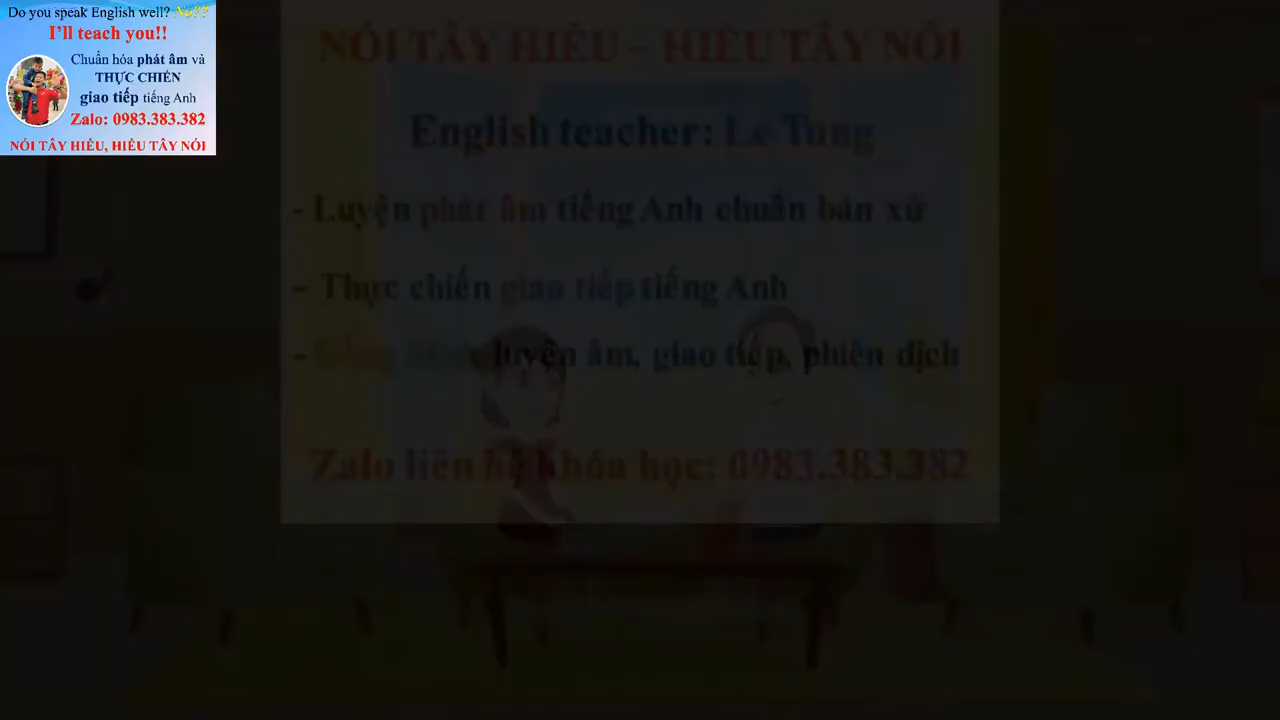 Do you speak English well? No??
I'll teach you!!
Chuẩn hóa phát âm và
THỰC CHIẾN
giao tiếp tiếng Anh
Zalo: 0983.383.382
NÓI TÂY HIỂU, HIỂU TÂY NÓI
NÓI TÂY HIỂU – HIỂU TÂY NÓI
English teacher: Le Tung
- Luyện phát âm tiếng Anh chuẩn bản xứ
- Thực chiến giao tiếp tiếng Anh
- luyện âm, giao tiếp, phiên dịch
Zalo liên hệ khóa học: 0983.383.382